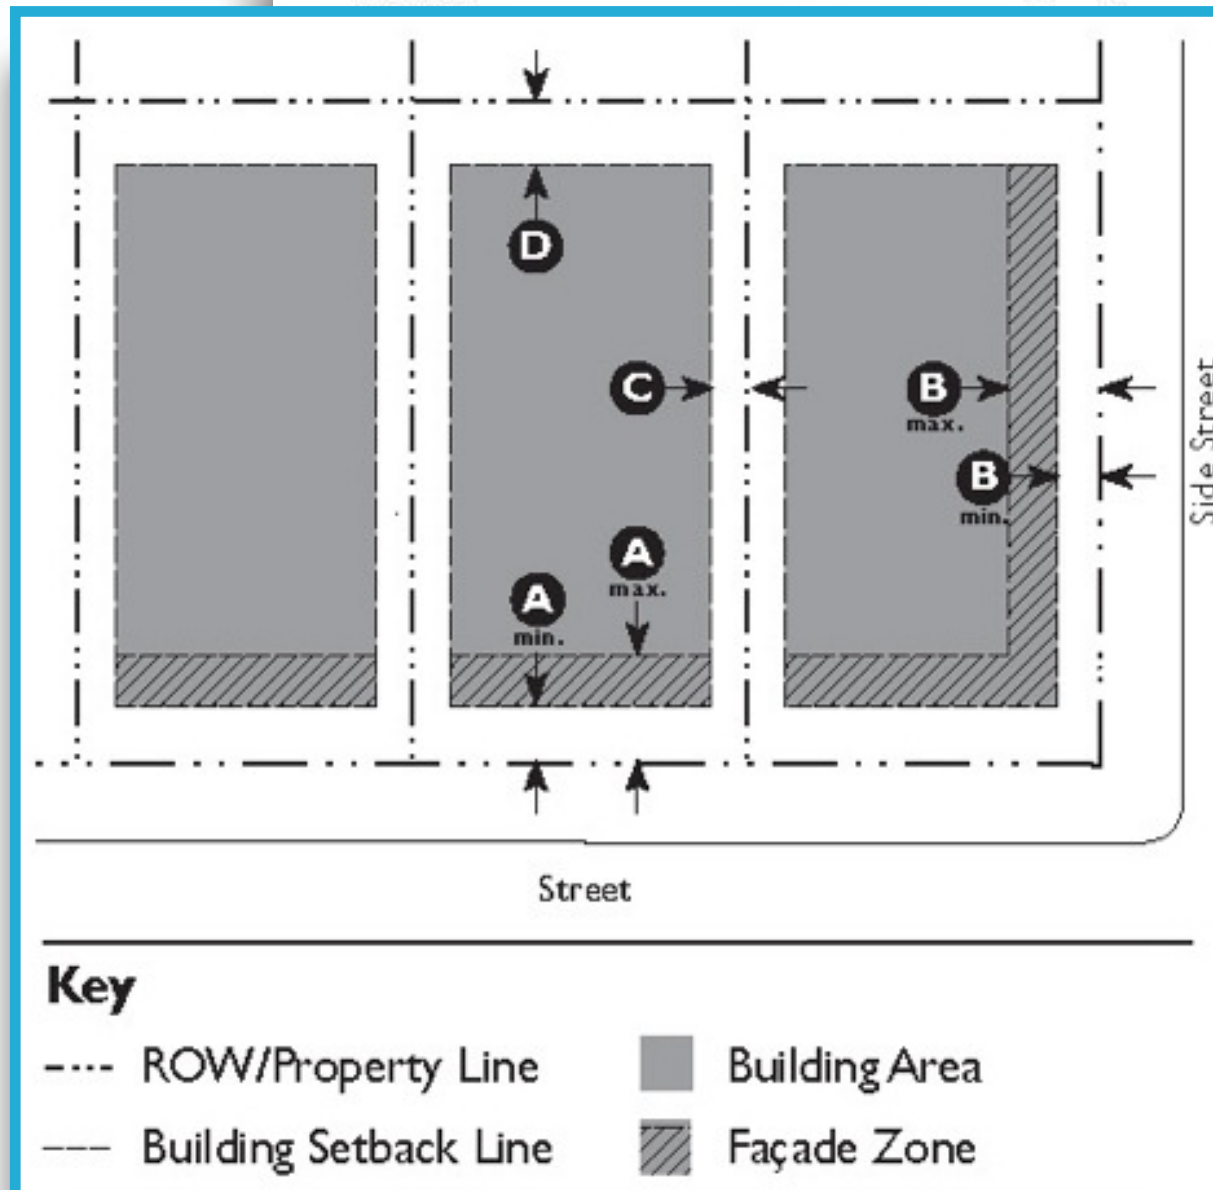 D
C
B
max.
B
min.
A
max.
A
min.
Side Street
Street
Key
ROW/Property Line
Building Area
Building Setback Line
Façade Zone